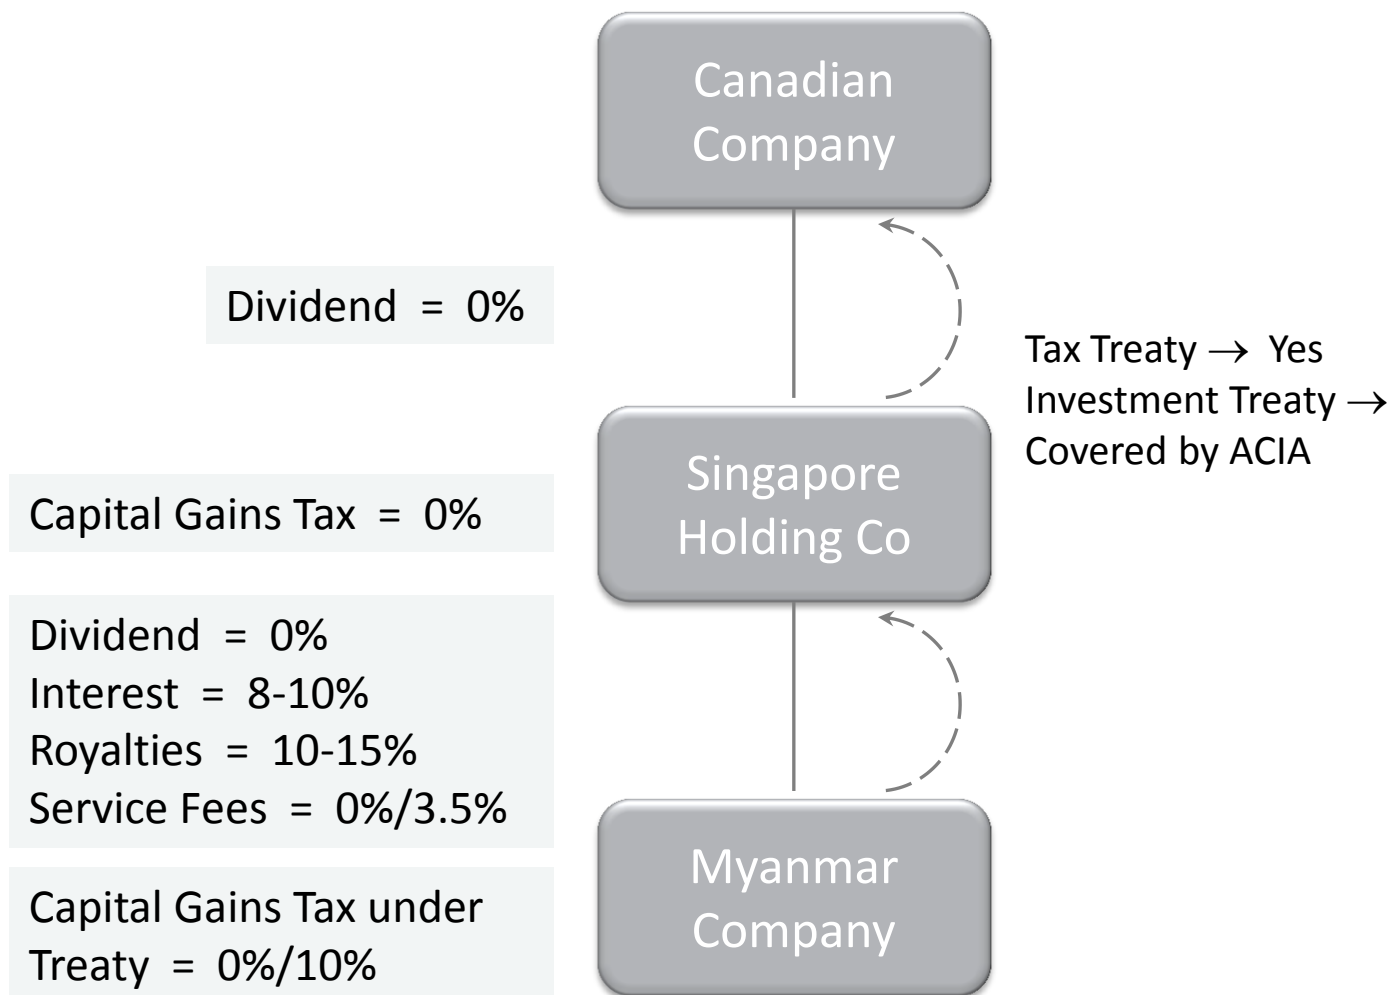 Canadian
Company
Dividend = 0%
Tax Treaty → Yes
Investment Treaty →
Covered by ACIA
Capital Gains Tax = 0%
Singapore
Holding Co
Dividend = 0%
Interest = 8-10%
Royalties = 10-15%
Service Fees = 0%/3.5%
Capital Gains Tax under
Treaty = 0%/10%
Myanmar
Company